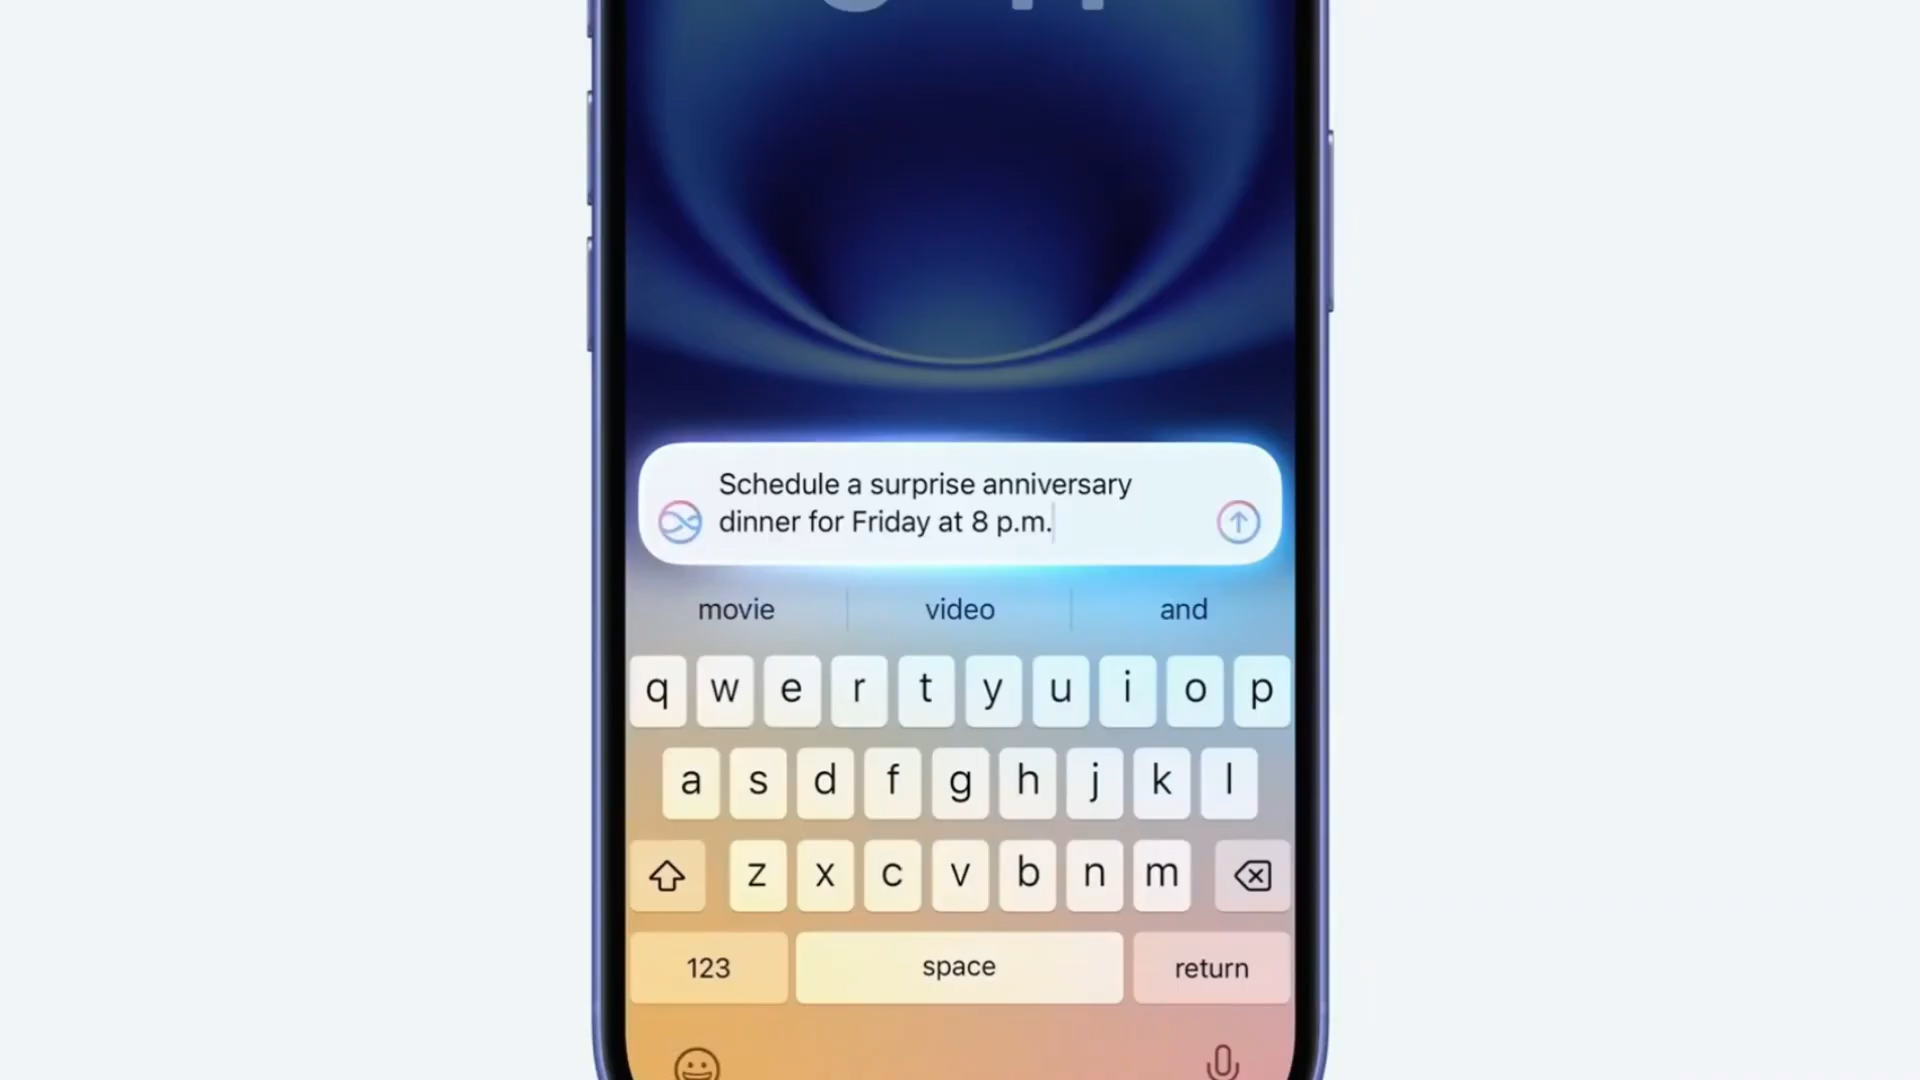 Schedule a surprise anniversary
dinner for Friday at 8 p.m.
movie video and
q w e r t y u i o p
a s d f g h j k l
z x c v b n m
123 space return